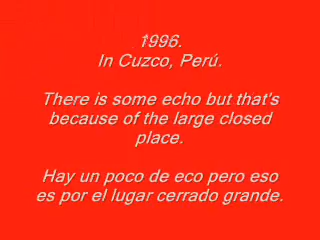 1996.
In Cuzco, Perú.
There is some echo but that's
because of the large closed
place.
Hay un poco de eco pero eso
es por el lugar cerrado grande.